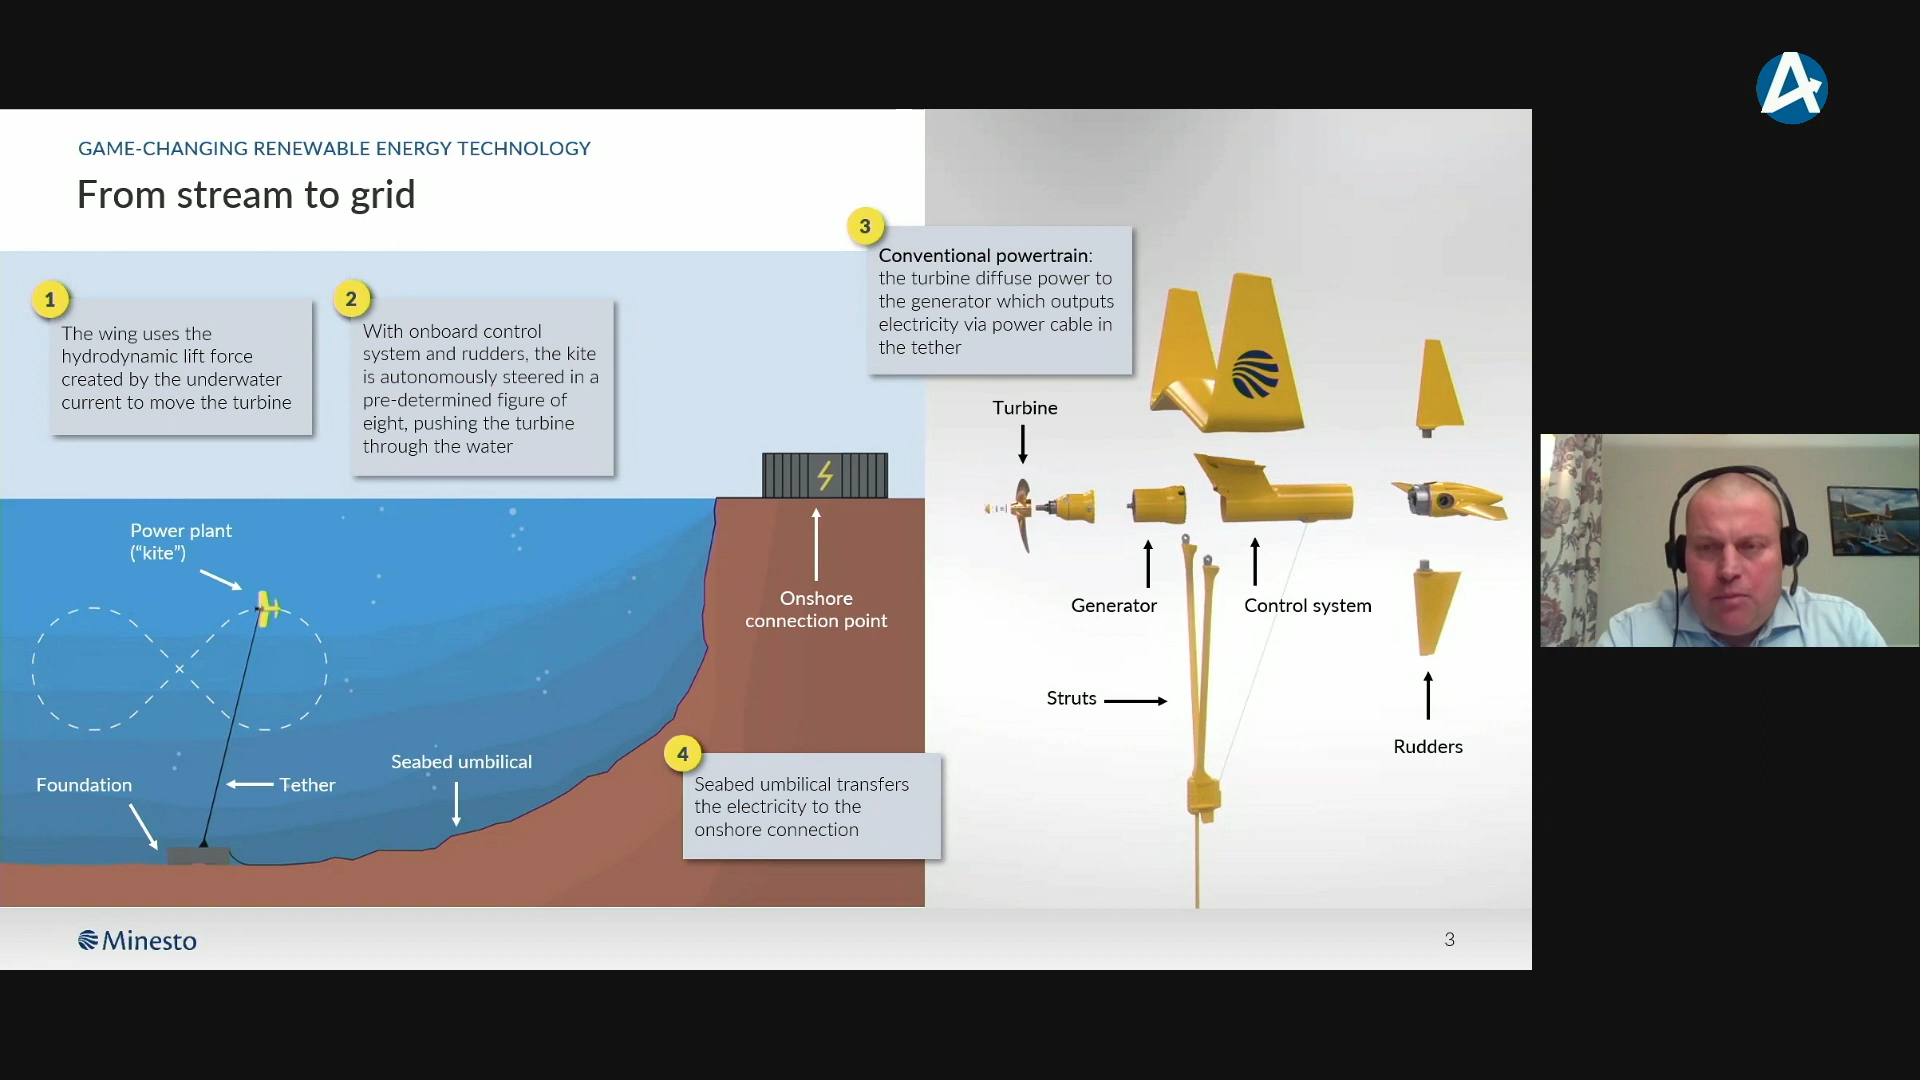 GAME-CHANGING RENEWABLE ENERGY TECHNOLOGY
From stream to grid
1
The wing uses the
hydrodynamic lift force
created by the underwater
current to move the turbine
2
With onboard control
system and rudders, the kite
is autonomously steered in a
pre-determined figure of
eight, pushing the turbine
through the water
3
Conventional powertrain:
the turbine diffuse power to
the generator which outputs
electricity via power cable in
the tether
Power plant
("kite")
Onshore
connection point
Foundation
Tether
Seabed umbilical
4
Seabed umbilical transfers
the electricity to the
onshore connection
Turbine
Generator
Control system
Struts
Rudders
Minesto
3